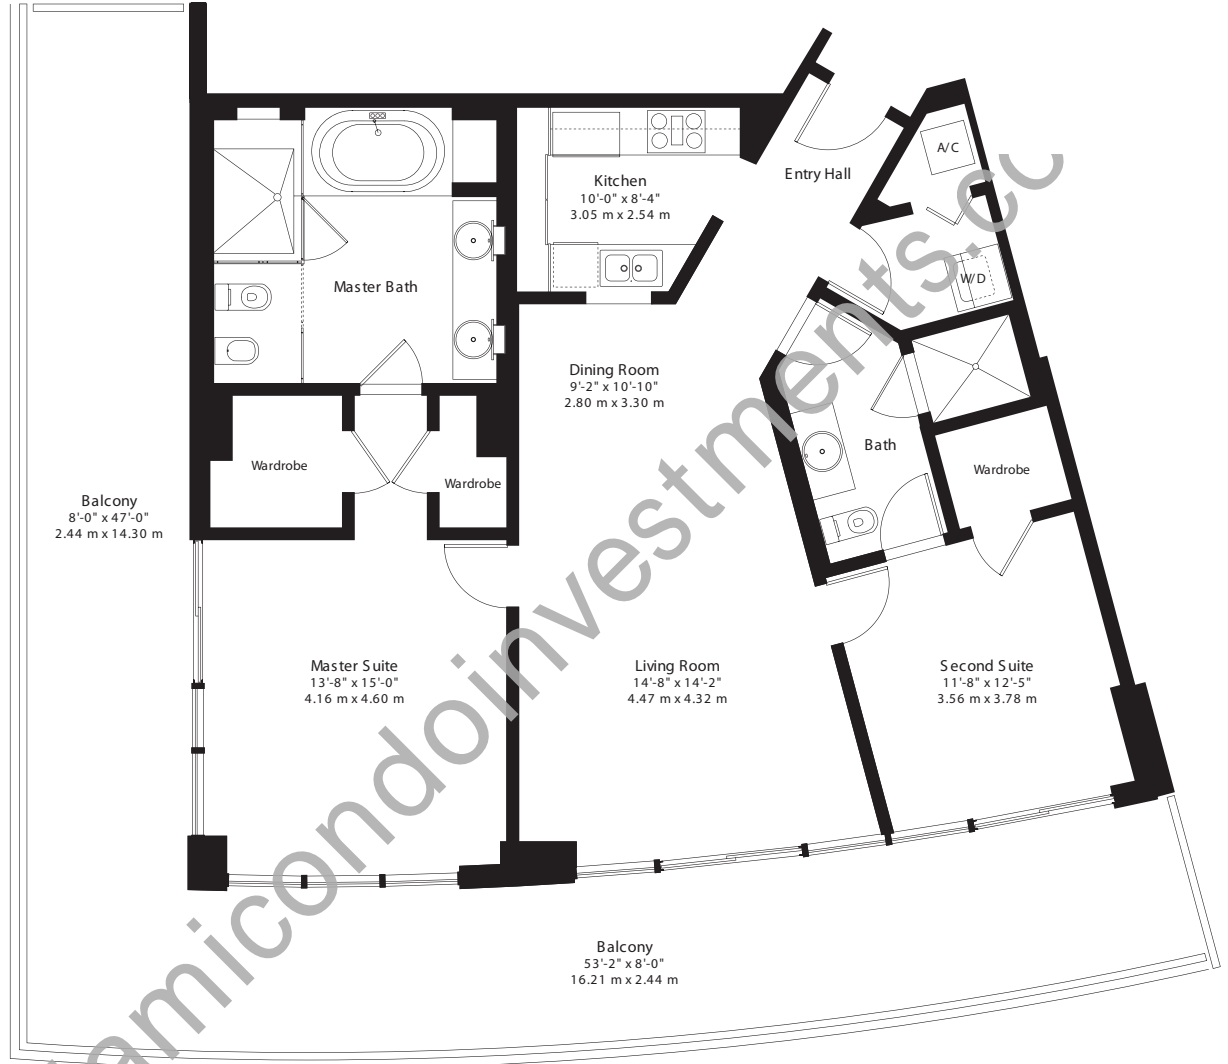 A/C
Entry Hall
Kitchen
10'-0" x 8'-4"
3.05 m x 2.54 m
W/D
Master Bath
Dining Room
9'-2" x 10'-10"
2.80 m x 3.30 m
Bath
Wardrobe
Wardrobe
Wardrobe
Balcony
8'-0" x 47'-0"
2.44 m x 14.30 m
Master Suite
13'-8" x 15'-0"
4.16 m x 4.60 m
Living Room
14'-8" x 14'-2"
4.47 m x 4.32 m
Second Suite
11'-8" x 12'-5"
3.56 m x 3.78 m
Balcony
53'-2" x 8'-0"
16.21 m x 2.44 m
iamicondoinvestments.co